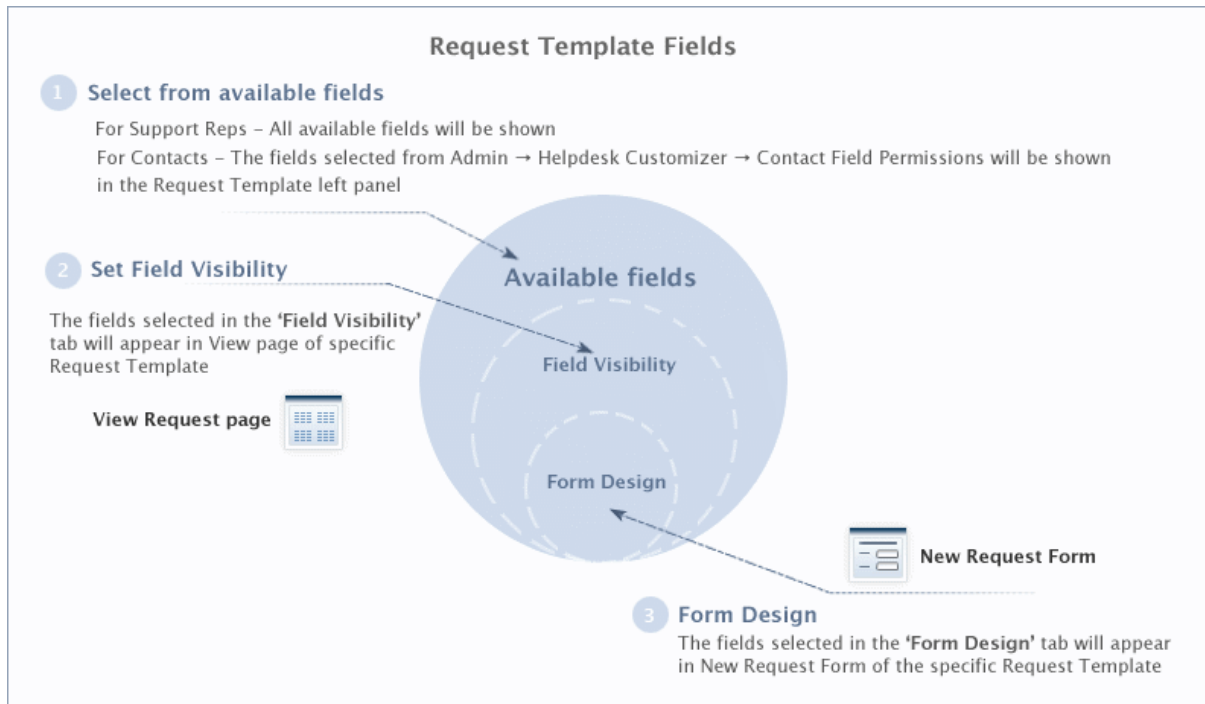 Request Template Fields
1 Select from available fields
For Support Reps – All available fields will be shown
For Contacts – The fields selected from Admin → Helpdesk Customizer → Contact Field Permissions will be shown
in the Request Template left panel
Available fields
2 Set Field Visibility
The fields selected in the ‘Field Visibility’
tab will appear in View page of specific
Request Template
Field Visibility
View Request page
Form Design
New Request Form
3 Form Design
The fields selected in the ‘Form Design’ tab will appear
in New Request Form of the specific Request Template